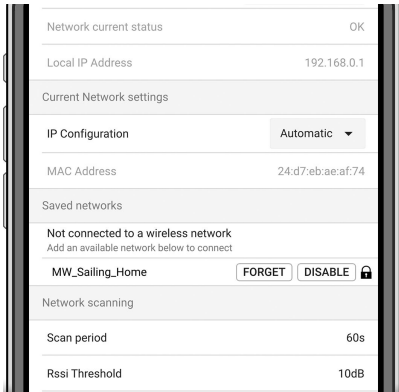 Network current status OK
Local IP Address 192.168.0.1
Current Network settings
IP Configuration Automatic
MAC Address 24:d7:eb:ae:af:74
Saved networks
Not connected to a wireless network
Add an available network below to connect
MW_Sailing_Home FORGET DISABLE
Network scanning
Scan period 60s
Rssi Threshold 10dB